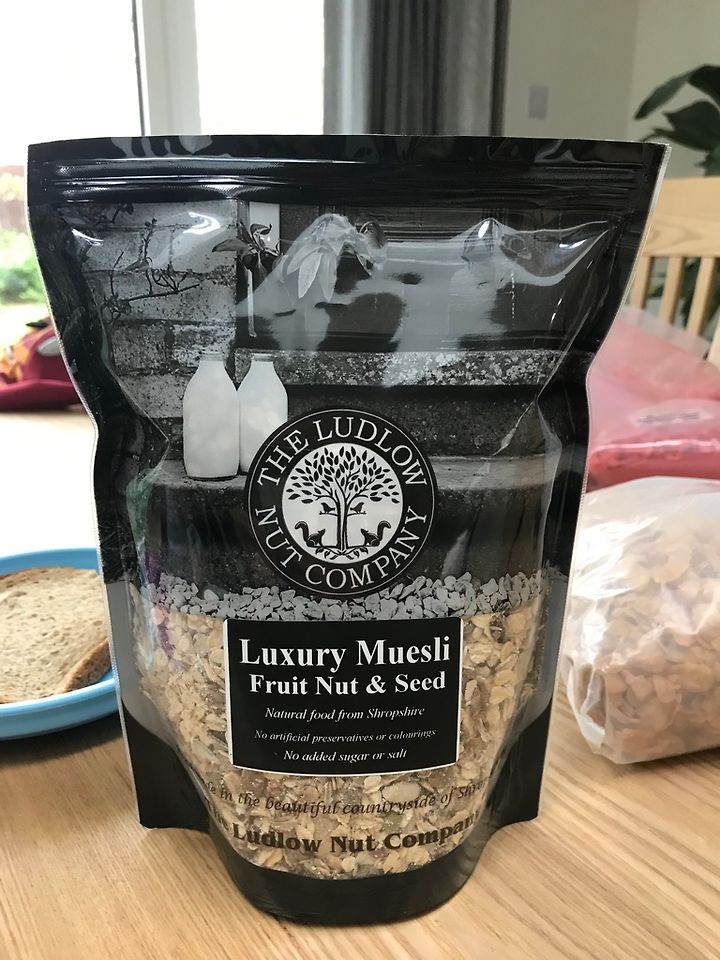 THE LUDLOW
NUT COMPANY
Luxury Muesli
Fruit Nut & Seed
Natural food from Shropshire
No artificial preservatives or colourings
No added sugar or salt
in the beautiful countryside of
Ludlow Nut